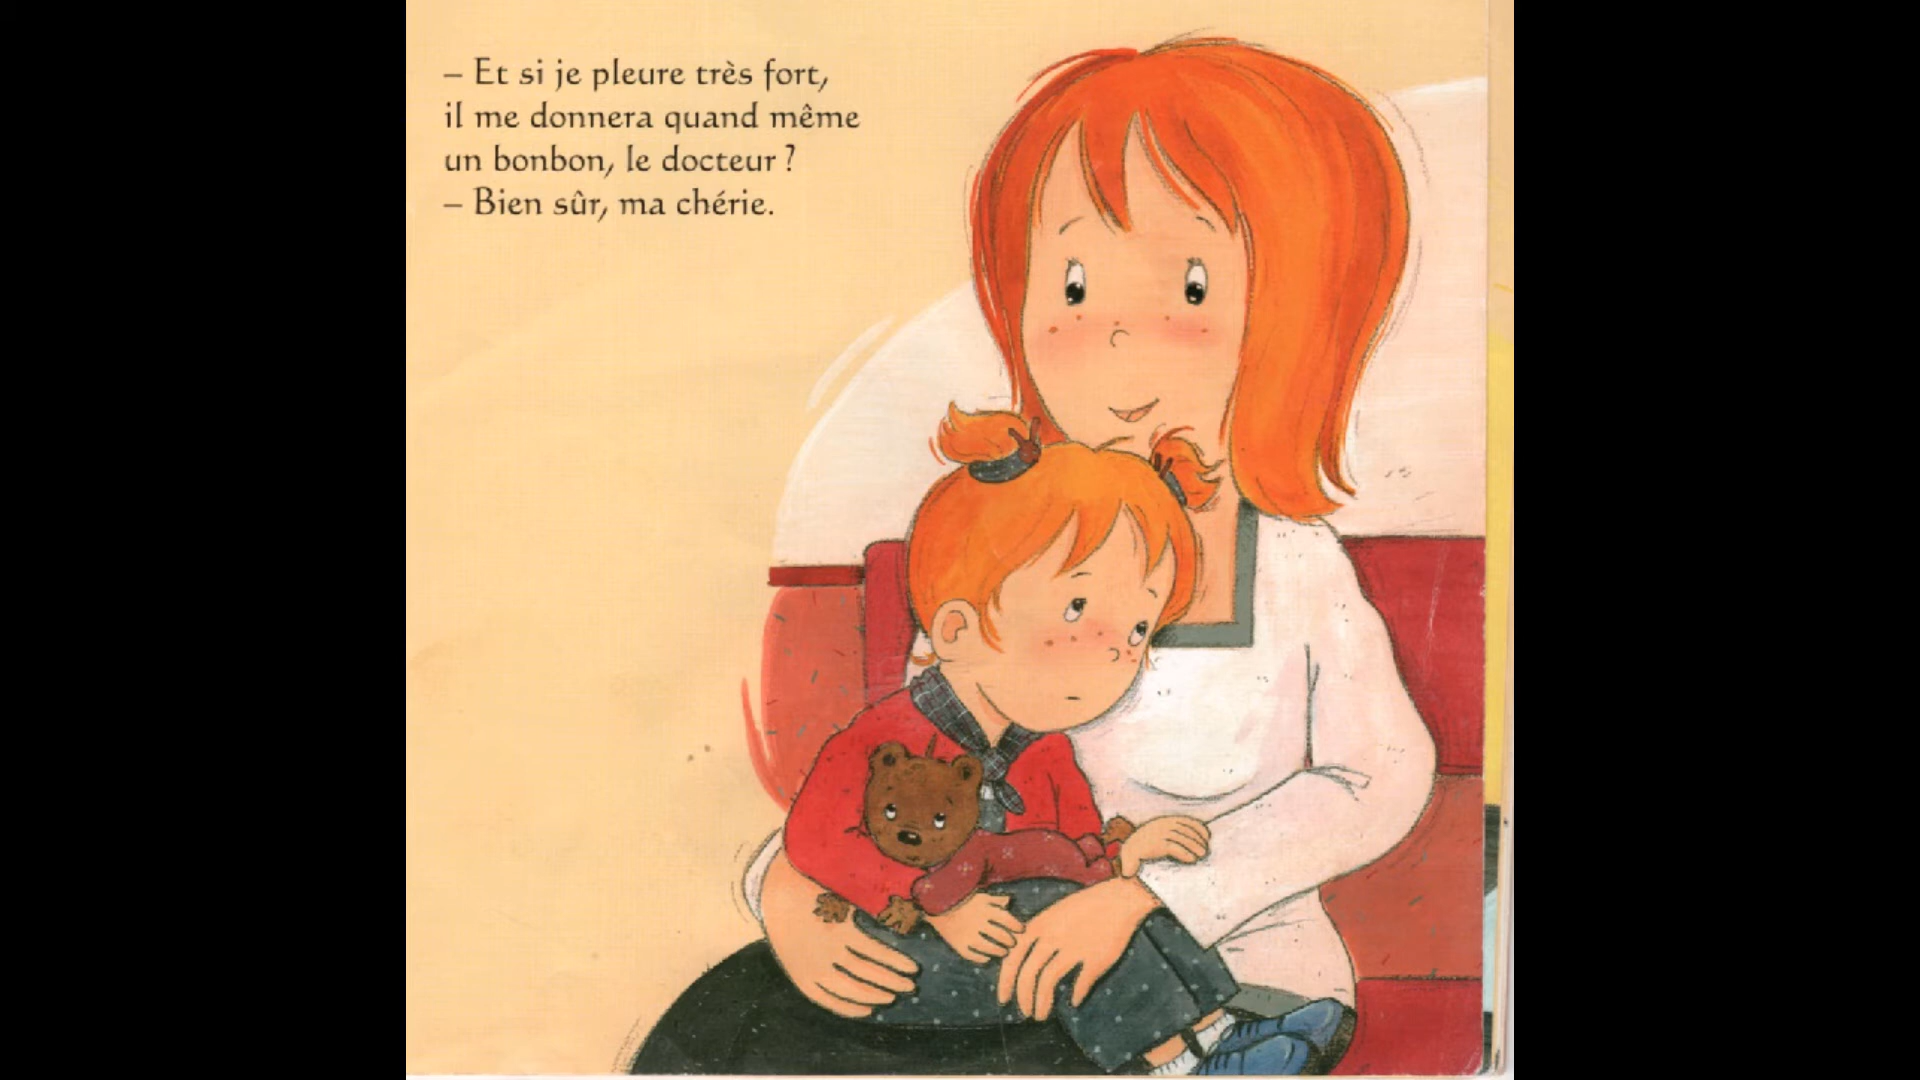 – Et si je pleure très fort,
il me donnera quand même
un bonbon, le docteur ?
– Bien sûr, ma chérie.